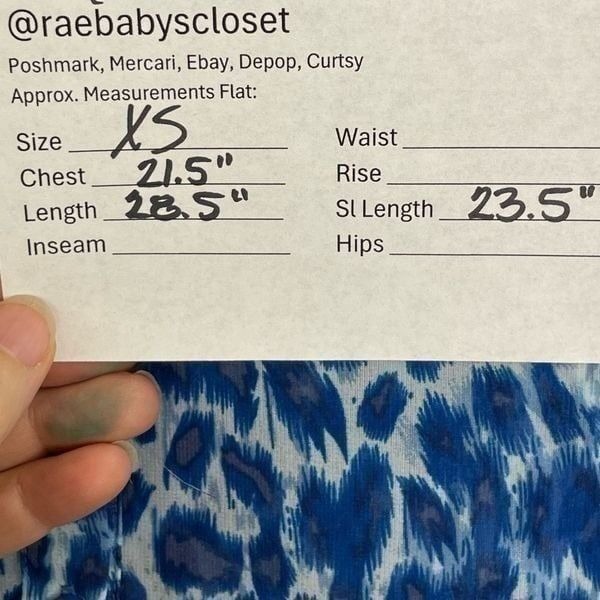 @raebabyscloset
Poshmark, Mercari, Ebay, Depop, Curtsy
Approx. Measurements Flat:
Size XS Waist
Chest 21.5" Rise
Length 28.5" Sl Length 23.5"
Inseam Hips